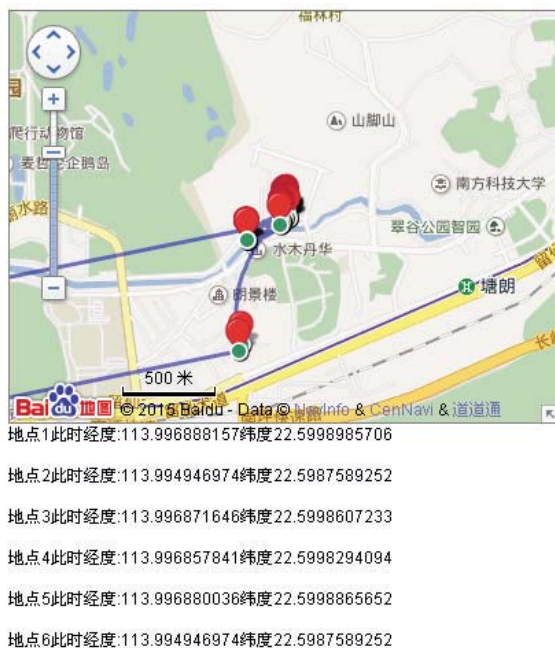 福林村
园
爬行动物馆
山脚山
麦哲伦企鹅岛
南方科技大学
翠谷公园智园
水木丹华
塘朗
朗景楼
500 米
Bai du 地图 © 2015 Baidu - Data © NavInfo & CenNavi & 道道通
地点1此时经度:113.996888157纬度22.5998985706
地点2此时经度:113.994946974纬度22.5987589252
地点3此时经度:113.996871646纬度22.5998607233
地点4此时经度:113.996857841纬度22.5998294094
地点5此时经度:113.996880036纬度22.5998865652
地点6此时经度:113.994946974纬度22.5987589252